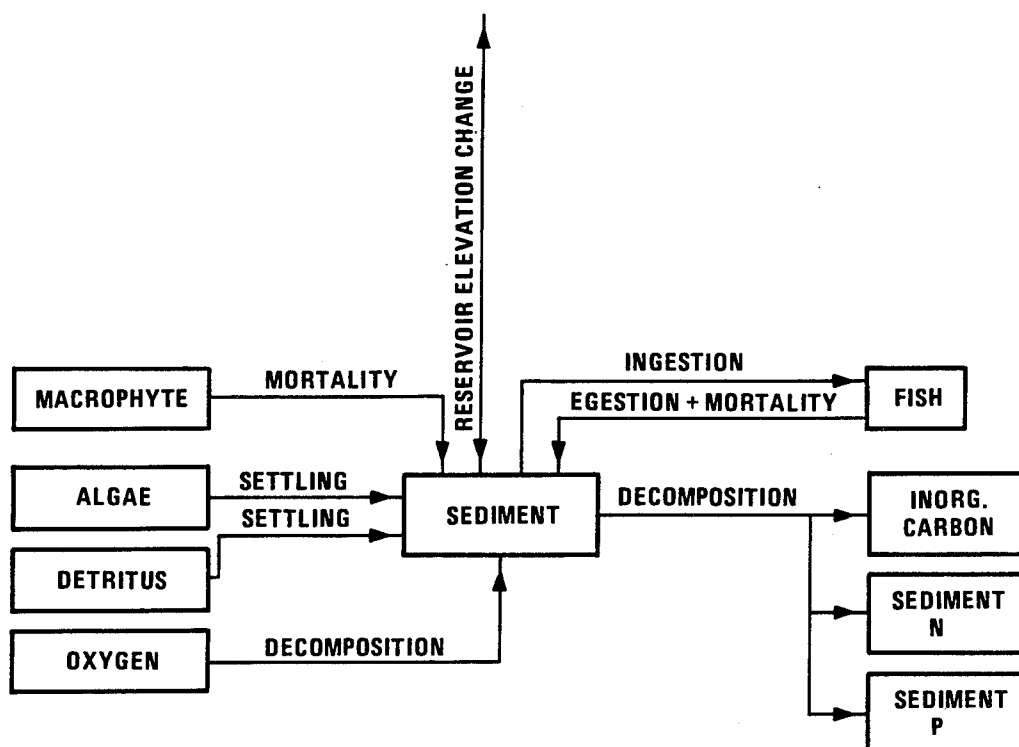 RESERVOIR ELEVATION CHANGE
MACROPHYTE
MORTALITY
INGESTION
EGESTION + MORTALITY
FISH
ALGAE
SETTLING
SETTLING
SEDIMENT
DECOMPOSITION
INORG.
CARBON
DETRITUS
SEDIMENT
N
OXYGEN
DECOMPOSITION
SEDIMENT
P